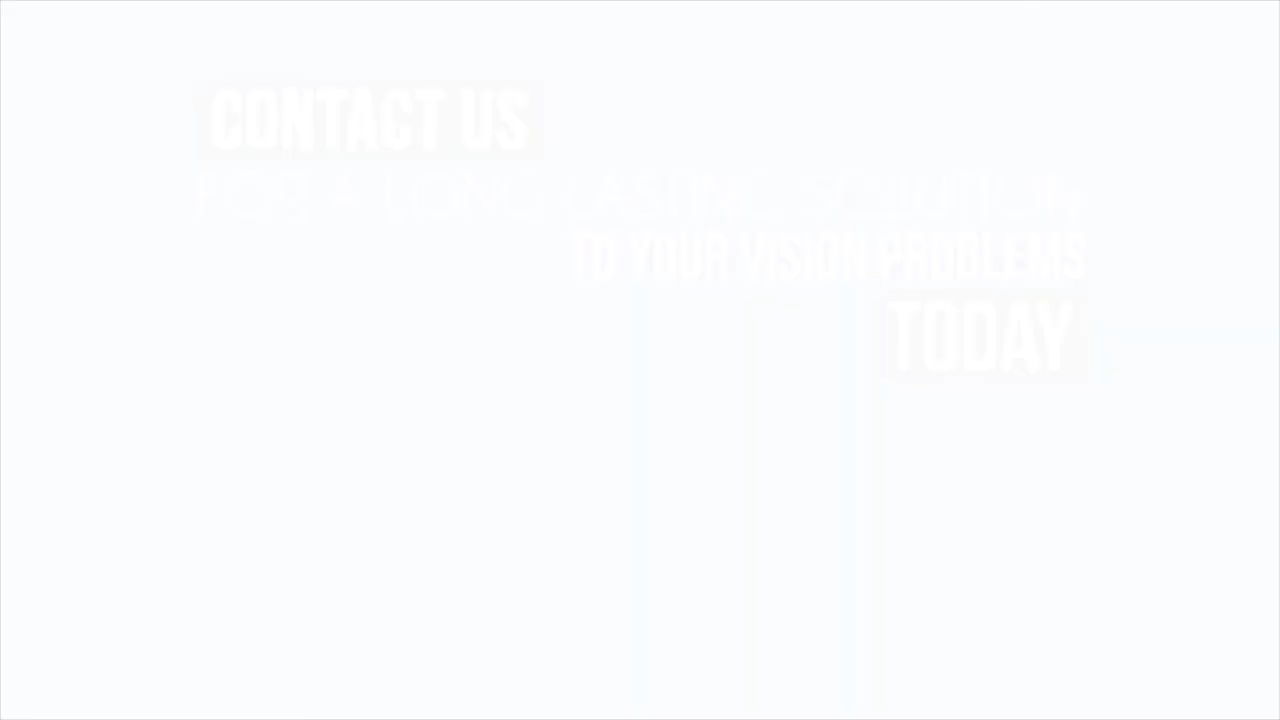 CONTACT US
FOR A LONG LASTING SOLUTION
TO YOUR VISION PROBLEMS
TODAY